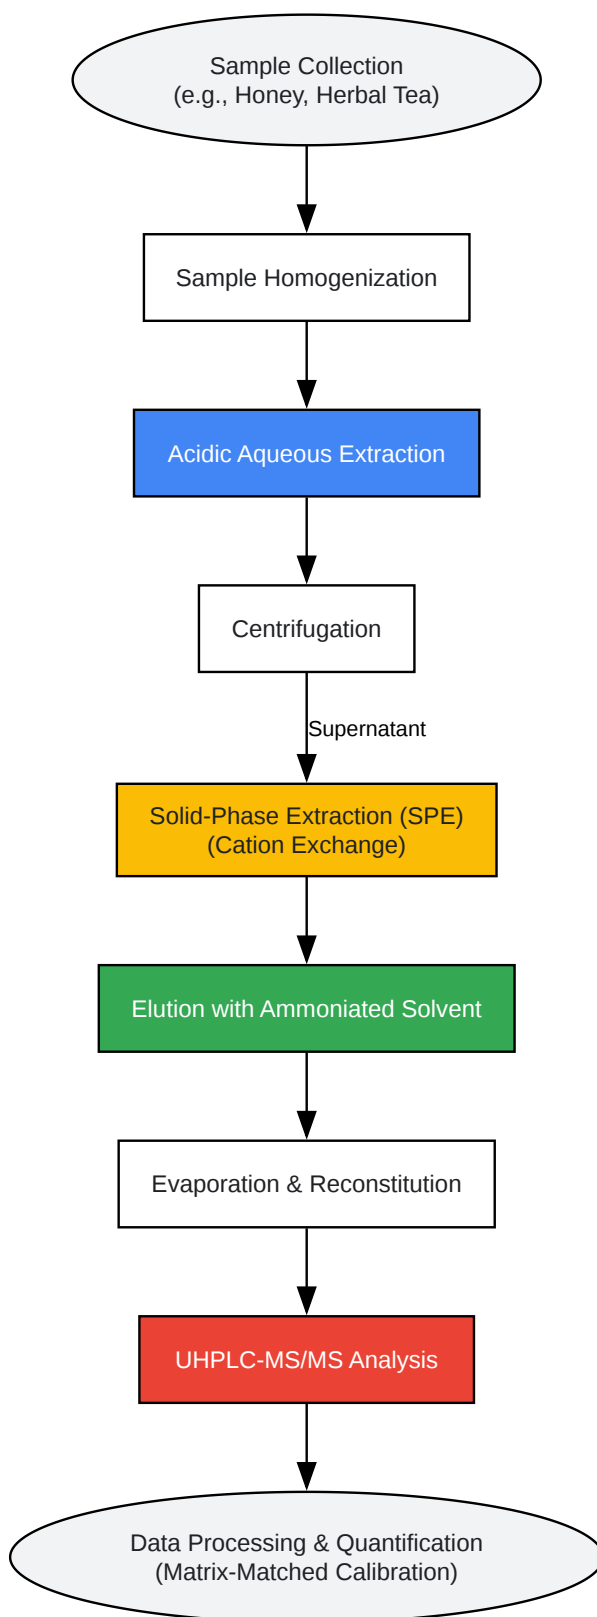 Sample Collection
(e.g., Honey, Herbal Tea)
Sample Homogenization
Acidic Aqueous Extraction
Centrifugation
Supernatant
Solid-Phase Extraction (SPE)
(Cation Exchange)
Elution with Ammoniated Solvent
Evaporation & Reconstitution
UHPLC-MS/MS Analysis
Data Processing & Quantification
(Matrix-Matched Calibration)